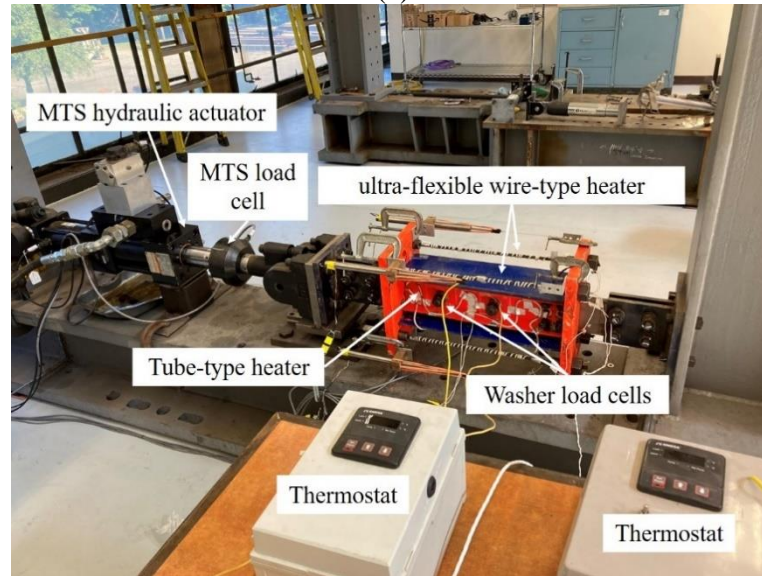 MTS hydraulic actuator
MTS load
cell
ultra-flexible wire-type heater
Tube-type heater
Washer load cells
Thermostat
Thermostat